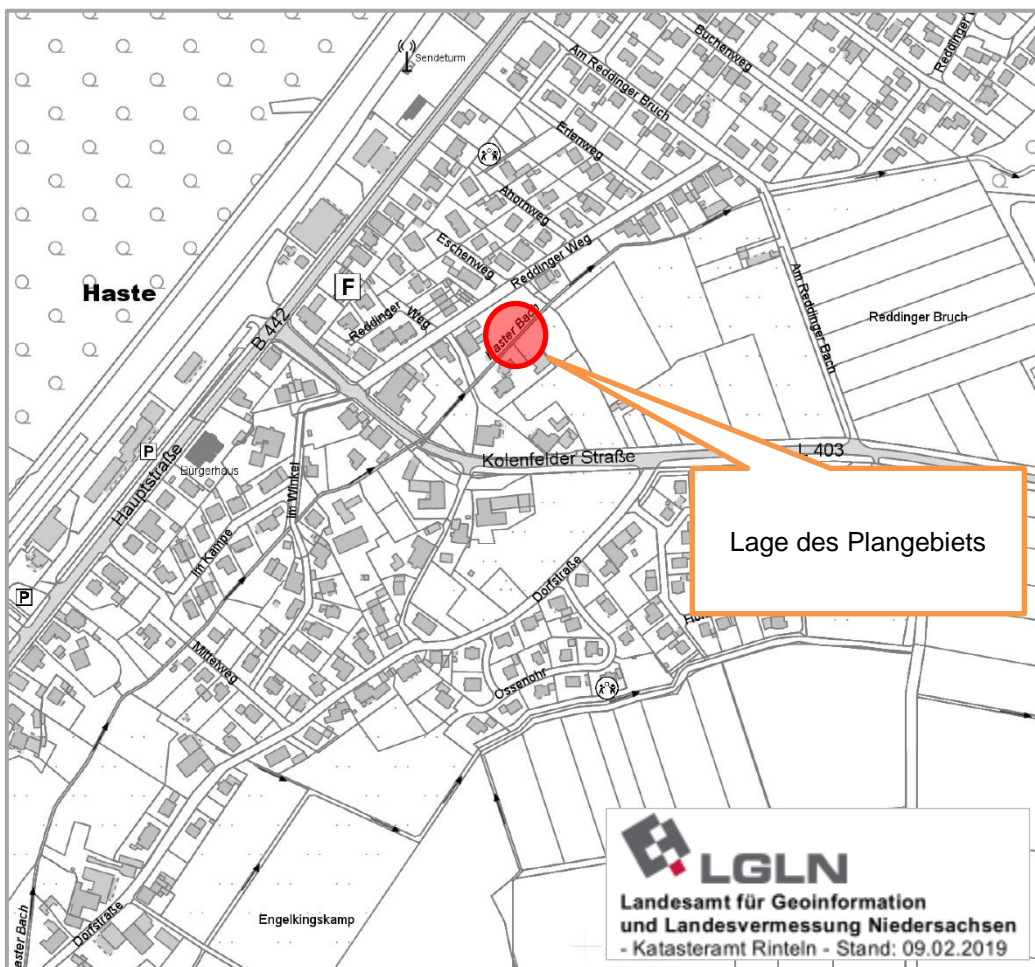 Sendeturm
Buchenweg
Reddinger
Am Reddinger Bruch
Erlenweg
Ahornweg
Eschenweg
Reddinger Weg
Haste
F
B 442
Reddinger
Weg
Haster Bach
Am Reddinger Bach
Reddinger Bruch
Kolenfelder Straße
L 403
P
Bürgerhaus
Hauptstraße
Im Winkel
Im Kampe
Lage des Plangebiets
P
Dorfstraße
Mittelweg
Ossenohr
Engelkingskamp
Dorfstraße
aster Bach
LGLN
Landesamt für Geoinformation
und Landesvermessung Niedersachsen
- Katasteramt Rinteln - Stand: 09.02.2019